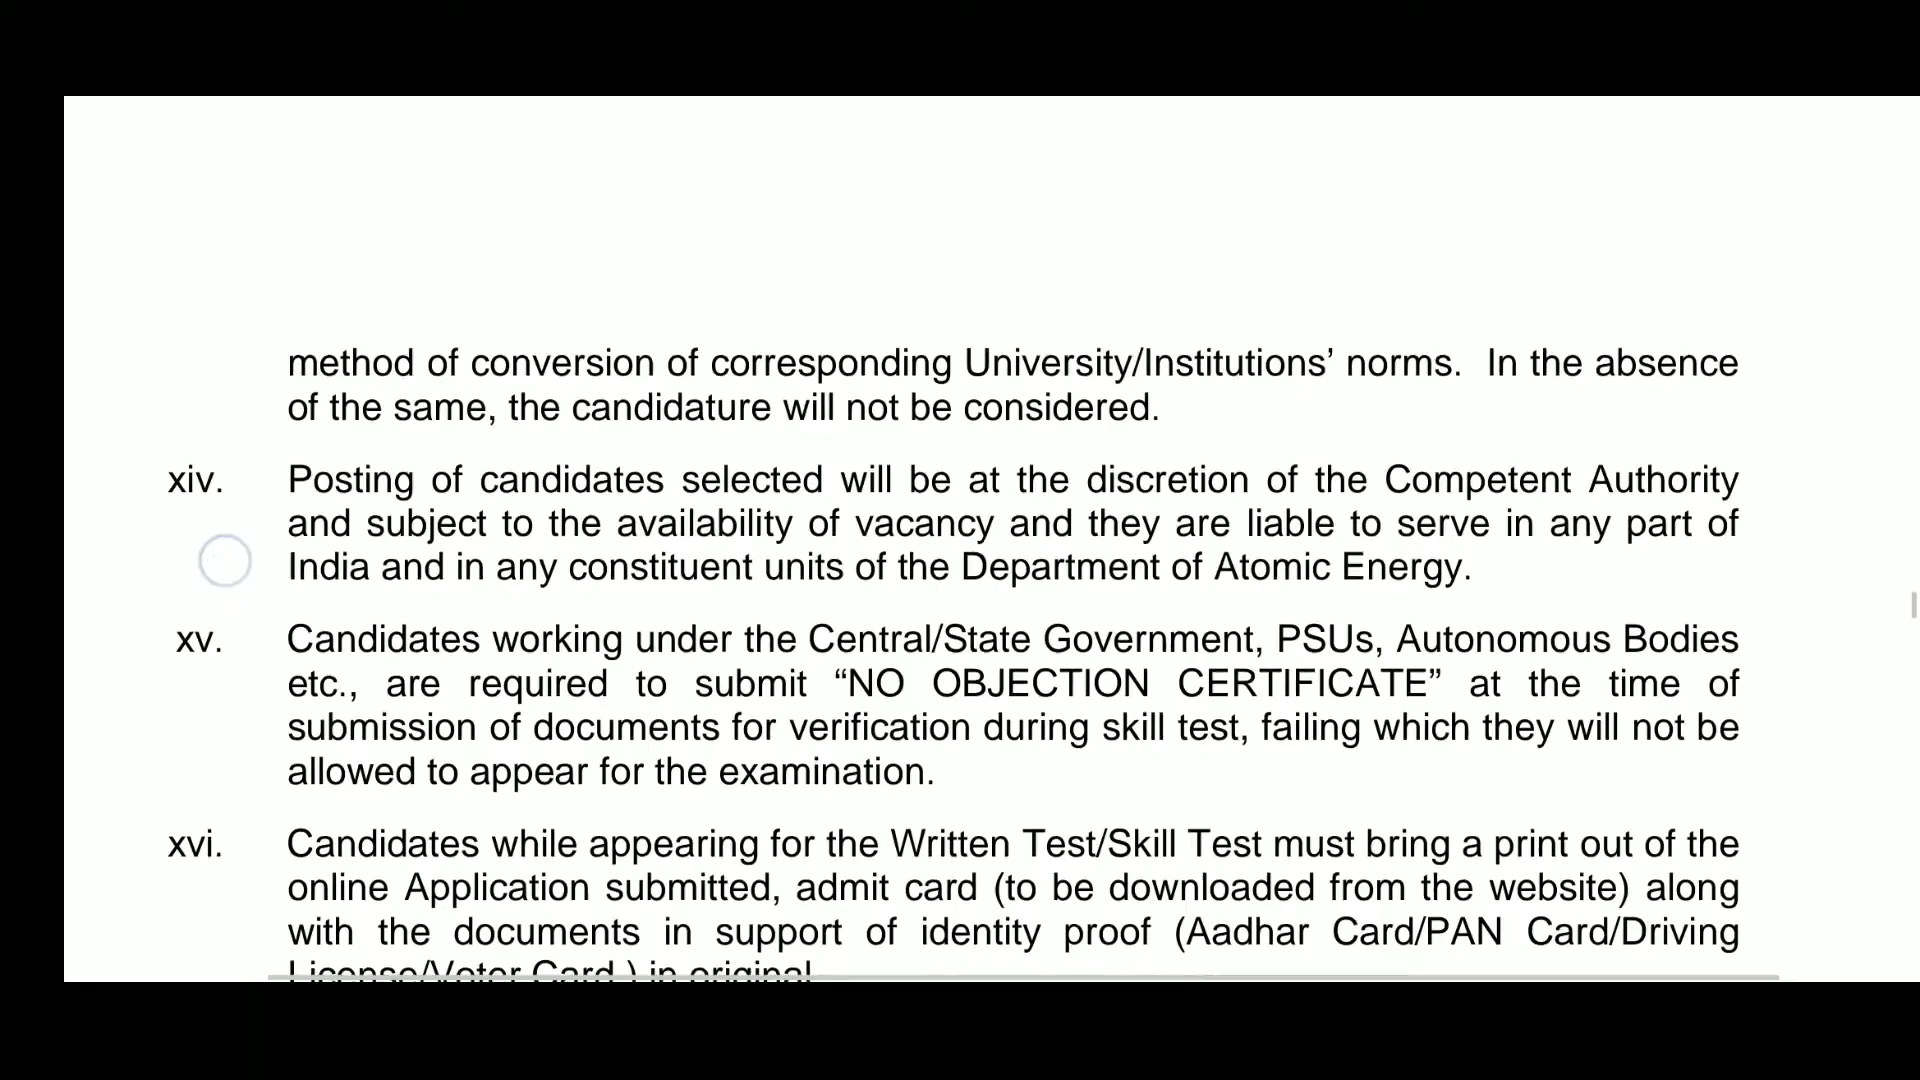 method of conversion of corresponding University/Institutions’ norms.  In the absence
of the same, the candidature will not be considered.
xiv. Posting of candidates selected will be at the discretion of the Competent Authority
and subject to the availability of vacancy and they are liable to serve in any part of
India and in any constituent units of the Department of Atomic Energy.
xv. Candidates working under the Central/State Government, PSUs, Autonomous Bodies
etc., are required to submit “NO OBJECTION CERTIFICATE” at the time of
submission of documents for verification during skill test, failing which they will not be
allowed to appear for the examination.
xvi. Candidates while appearing for the Written Test/Skill Test must bring a print out of the
online Application submitted, admit card (to be downloaded from the website) along
with the documents in support of identity proof (Aadhar Card/PAN Card/Driving
License/Voter Card ) in original